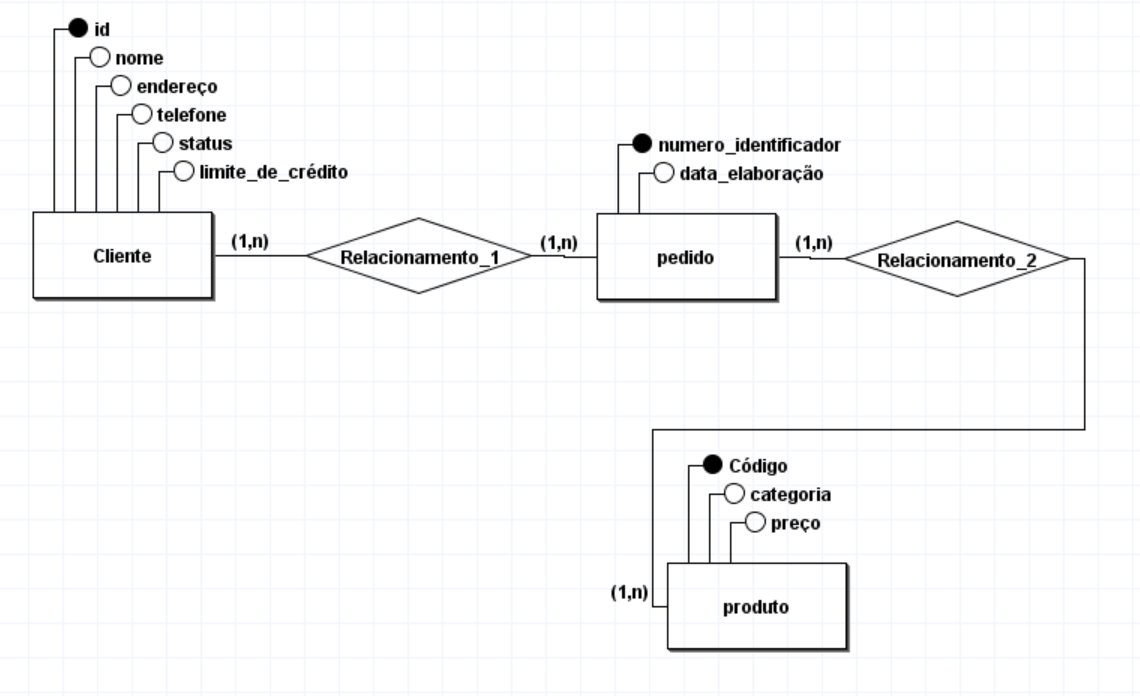 id
nome
endereço
telefone
status
limite_de_crédito
numero_identificador
data_elaboração
Cliente
(1,n)
Relacionamento_1
(1,n)
pedido
(1,n)
Relacionamento_2
Código
categoria
preço
(1,n)
produto